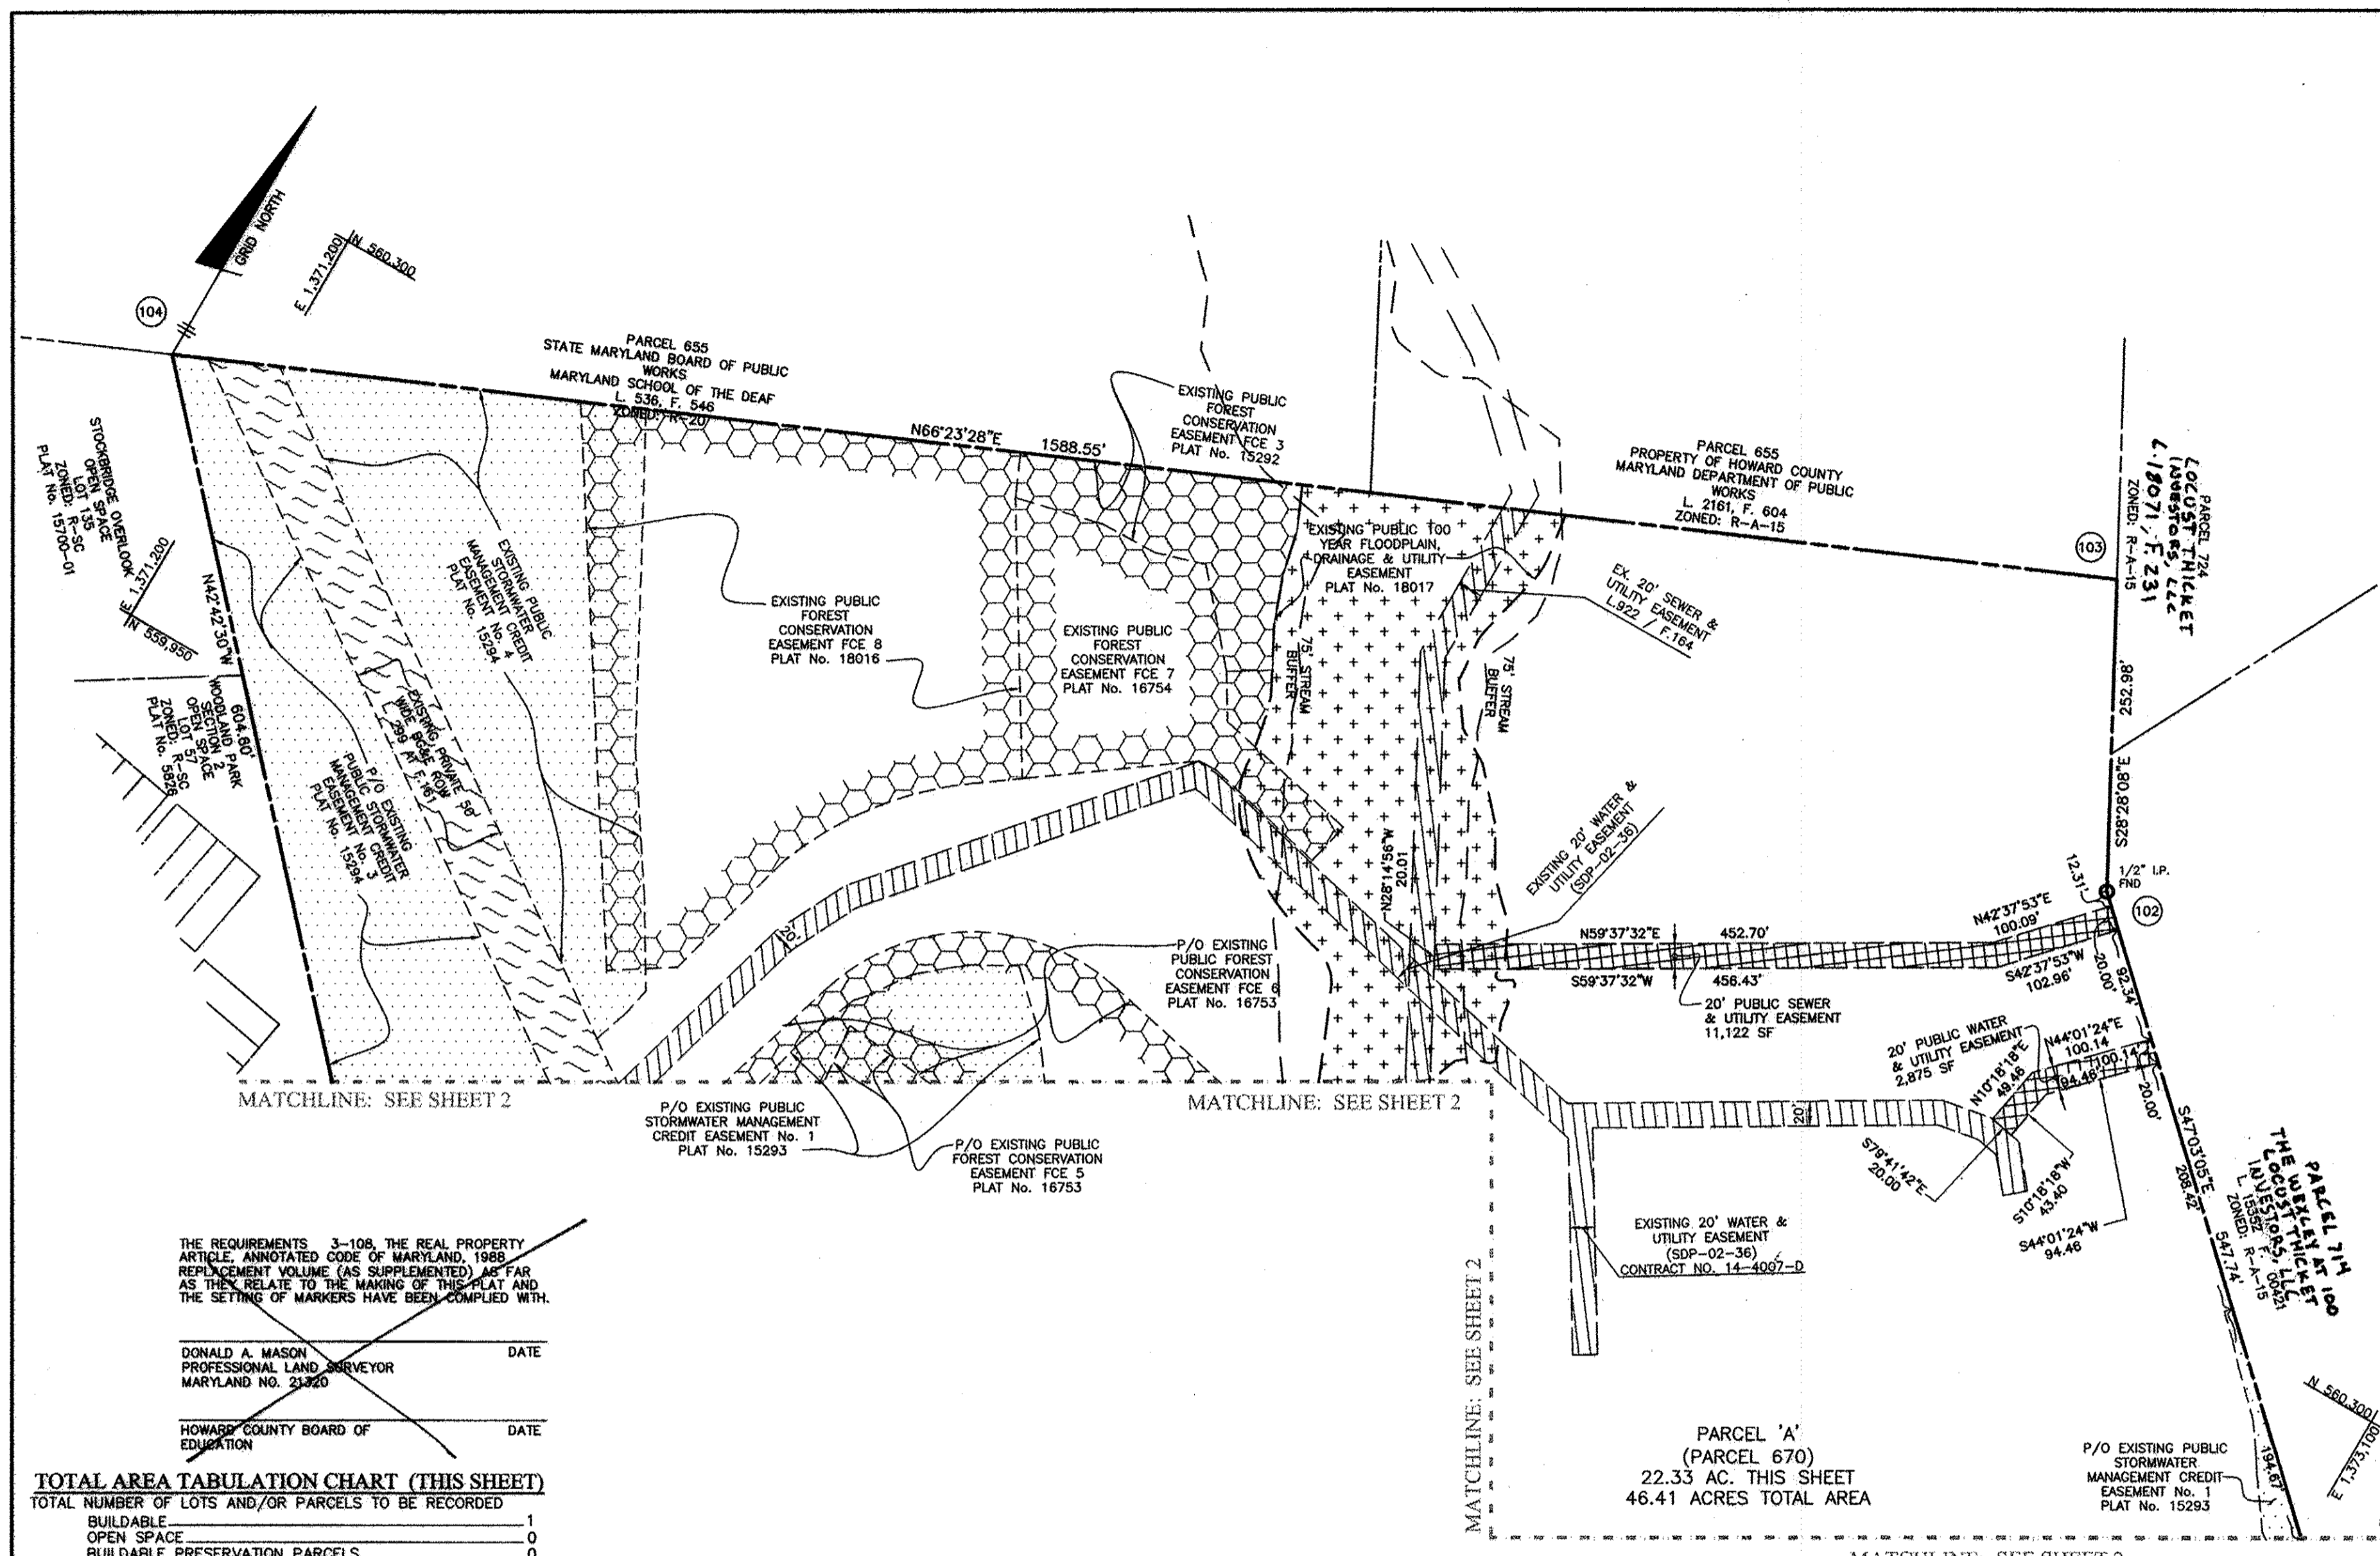 GRID NORTH
E 1,371,200
N 560,300
104
PARCEL 655
STATE MARYLAND BOARD OF PUBLIC
WORKS
MARYLAND SCHOOL OF THE DEAF
L. 536, F. 546
ZONED: R-20
N66°23'28"E
1588.55'
EXISTING PUBLIC
FOREST
CONSERVATION
EASEMENT FCE 3
PLAT No. 15292
PARCEL 655
PROPERTY OF HOWARD COUNTY
MARYLAND DEPARTMENT OF PUBLIC
WORKS
L. 2161, F. 604
ZONED: R-A-15
103
PARCEL 724
LOCUST THICKET
INVESTORS, LLC
L.18071, F. 231
ZONED: R-A-15
STOCKBRIDGE OVERLOOK
OPEN SPACE
LOT 135
ZONED: R-SC
PLAT No. 15700-01
E 1,371,200
N 559,950
N42°42'30"W
604.60'
WOODLAND PARK
SECTION 2
OPEN SPACE
LOT 57
ZONED: R-SC
PLAT No. 5826
EXISTING PUBLIC
STORMWATER
MANAGEMENT CREDIT
EASEMENT No. 4
PLAT No. 15294
EXISTING PRIVATE 56'
WIDE BG&E ROW
L. 299 AT F.161
P/O EXISTING
PUBLIC STORMWATER
MANAGEMENT CREDIT
EASEMENT No. 3
PLAT No. 15294
EXISTING PUBLIC
FOREST
CONSERVATION
EASEMENT FCE 8
PLAT No. 18016
EXISTING PUBLIC
FOREST
CONSERVATION
EASEMENT FCE 7
PLAT No. 16754
EXISTING PUBLIC 100
YEAR FLOODPLAIN,
DRAINAGE & UTILITY
EASEMENT
PLAT No. 18017
75' STREAM
BUFFER
75' STREAM
BUFFER
EX. 20' SEWER &
UTILITY EASEMENT
L.922 / F.164
S28°28'08"E
252.98'
EXISTING 20' WATER &
UTILITY EASEMENT
(SDP-02-36)
N28°14'56"W
20.01
1/2" I.P.
FND
12.31'
102
N42°37'53"E
100.09'
S42°37'53"W
102.96'
20.00'
92.34'
N59°37'32"E
452.70'
S59°37'32"W
456.43'
20' PUBLIC SEWER
& UTILITY EASEMENT
11,122 SF
20'
P/O EXISTING
PUBLIC FOREST
CONSERVATION
EASEMENT FCE 6
PLAT No. 16753
20' PUBLIC WATER
& UTILITY EASEMENT
2,875 SF
N44°01'24"E
100.14
100.14'
94.46'
N10°18'18"E
49.46
20.00'
S79°41'42"E
20.00
S10°18'18"W
43.40
S44°01'24"W
94.46
20'
S47°03'05"E
208.42'
547.74'
194.67'
PARCEL 714
THE WEXLEY AT 100
LOCUST THICKET
INVESTORS, LLC
L. 15352 F. 00421
ZONED: R-A-15
MATCHLINE: SEE SHEET 2
MATCHLINE: SEE SHEET 2
P/O EXISTING PUBLIC
STORMWATER MANAGEMENT
CREDIT EASEMENT No. 1
PLAT No. 15293
P/O EXISTING PUBLIC
FOREST CONSERVATION
EASEMENT FCE 5
PLAT No. 16753
EXISTING 20' WATER &
UTILITY EASEMENT
(SDP-02-36)
CONTRACT NO. 14-4007-D
MATCHLINE: SEE SHEET 2
N 560,300
E 1,373,100
PARCEL 'A'
(PARCEL 670)
22.33 AC. THIS SHEET
46.41 ACRES TOTAL AREA
P/O EXISTING PUBLIC
STORMWATER
MANAGEMENT CREDIT
EASEMENT No. 1
PLAT No. 15293
THE REQUIREMENTS 3-108, THE REAL PROPERTY
ARTICLE, ANNOTATED CODE OF MARYLAND, 1988
REPLACEMENT VOLUME (AS SUPPLEMENTED) AS FAR
AS THEY RELATE TO THE MAKING OF THIS PLAT AND
THE SETTING OF MARKERS HAVE BEEN COMPLIED WITH.
DONALD A. MASON DATE
PROFESSIONAL LAND SURVEYOR
MARYLAND NO. 21320
HOWARD COUNTY BOARD OF DATE
EDUCATION
TOTAL AREA TABULATION CHART (THIS SHEET)
TOTAL NUMBER OF LOTS AND/OR PARCELS TO BE RECORDED
BUILDABLE 1
OPEN SPACE 0
BUILDABLE PRESERVATION PARCELS 0
MATCHLINE: SEE SHEET 2